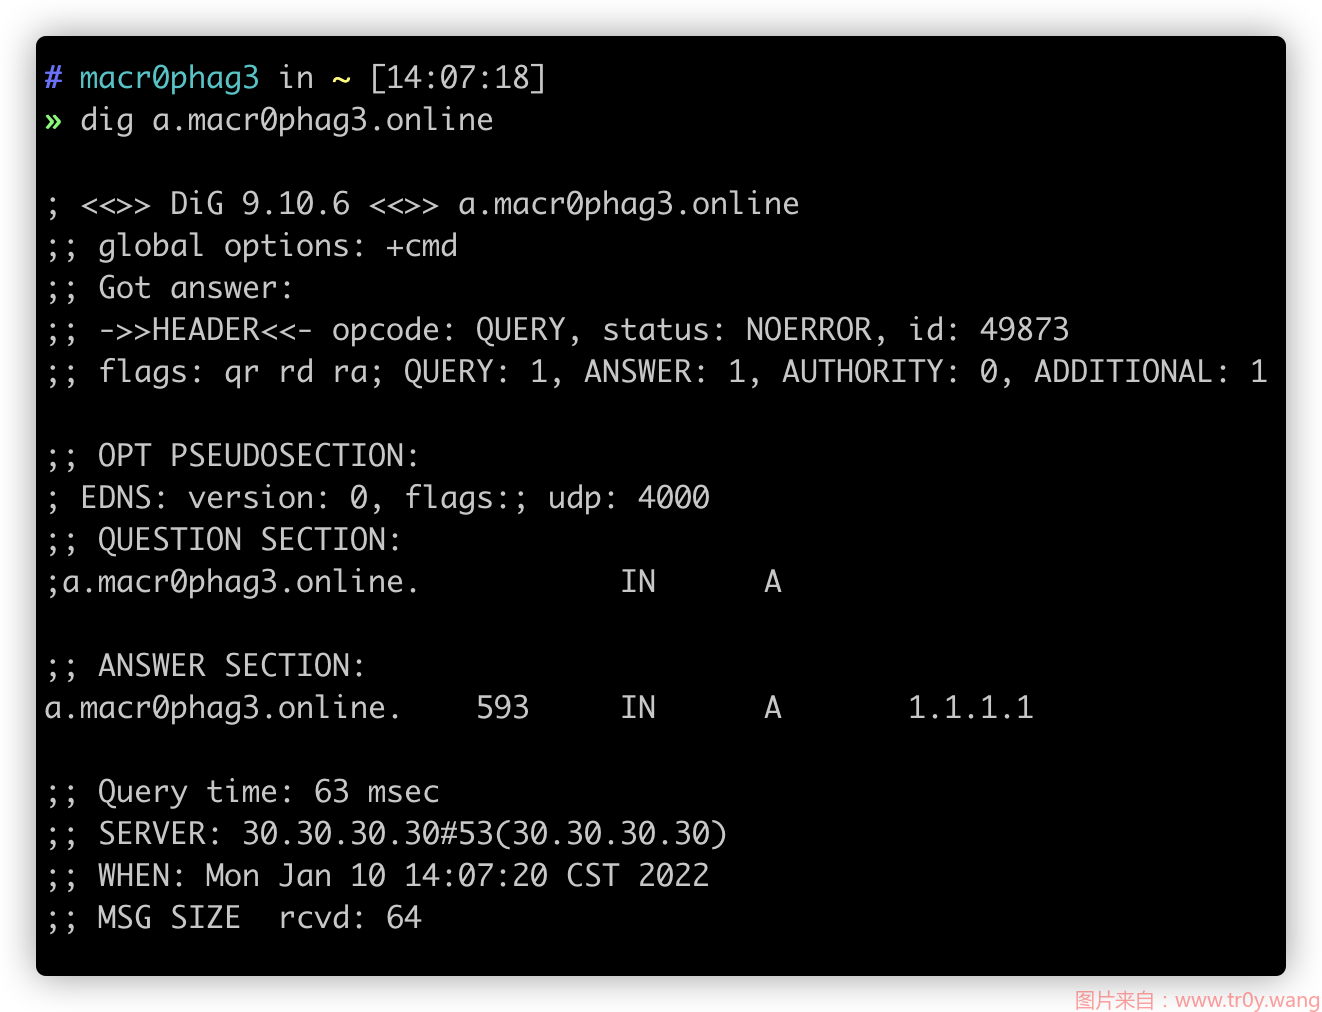 # macr0phag3 in ~ [14:07:18]
» dig a.macr0phag3.online
; <<>> DiG 9.10.6 <<>> a.macr0phag3.online
;; global options: +cmd
;; Got answer:
;; ->>HEADER<<- opcode: QUERY, status: NOERROR, id: 49873
;; flags: qr rd ra; QUERY: 1, ANSWER: 1, AUTHORITY: 0, ADDITIONAL: 1
;; OPT PSEUDOSECTION:
; EDNS: version: 0, flags:; udp: 4000
;; QUESTION SECTION:
;a.macr0phag3.online. IN A
;; ANSWER SECTION:
a.macr0phag3.online. 593 IN A 1.1.1.1
;; Query time: 63 msec
;; SERVER: 30.30.30.30#53(30.30.30.30)
;; WHEN: Mon Jan 10 14:07:20 CST 2022
;; MSG SIZE  rcvd: 64
图片来自：www.tr0y.wang